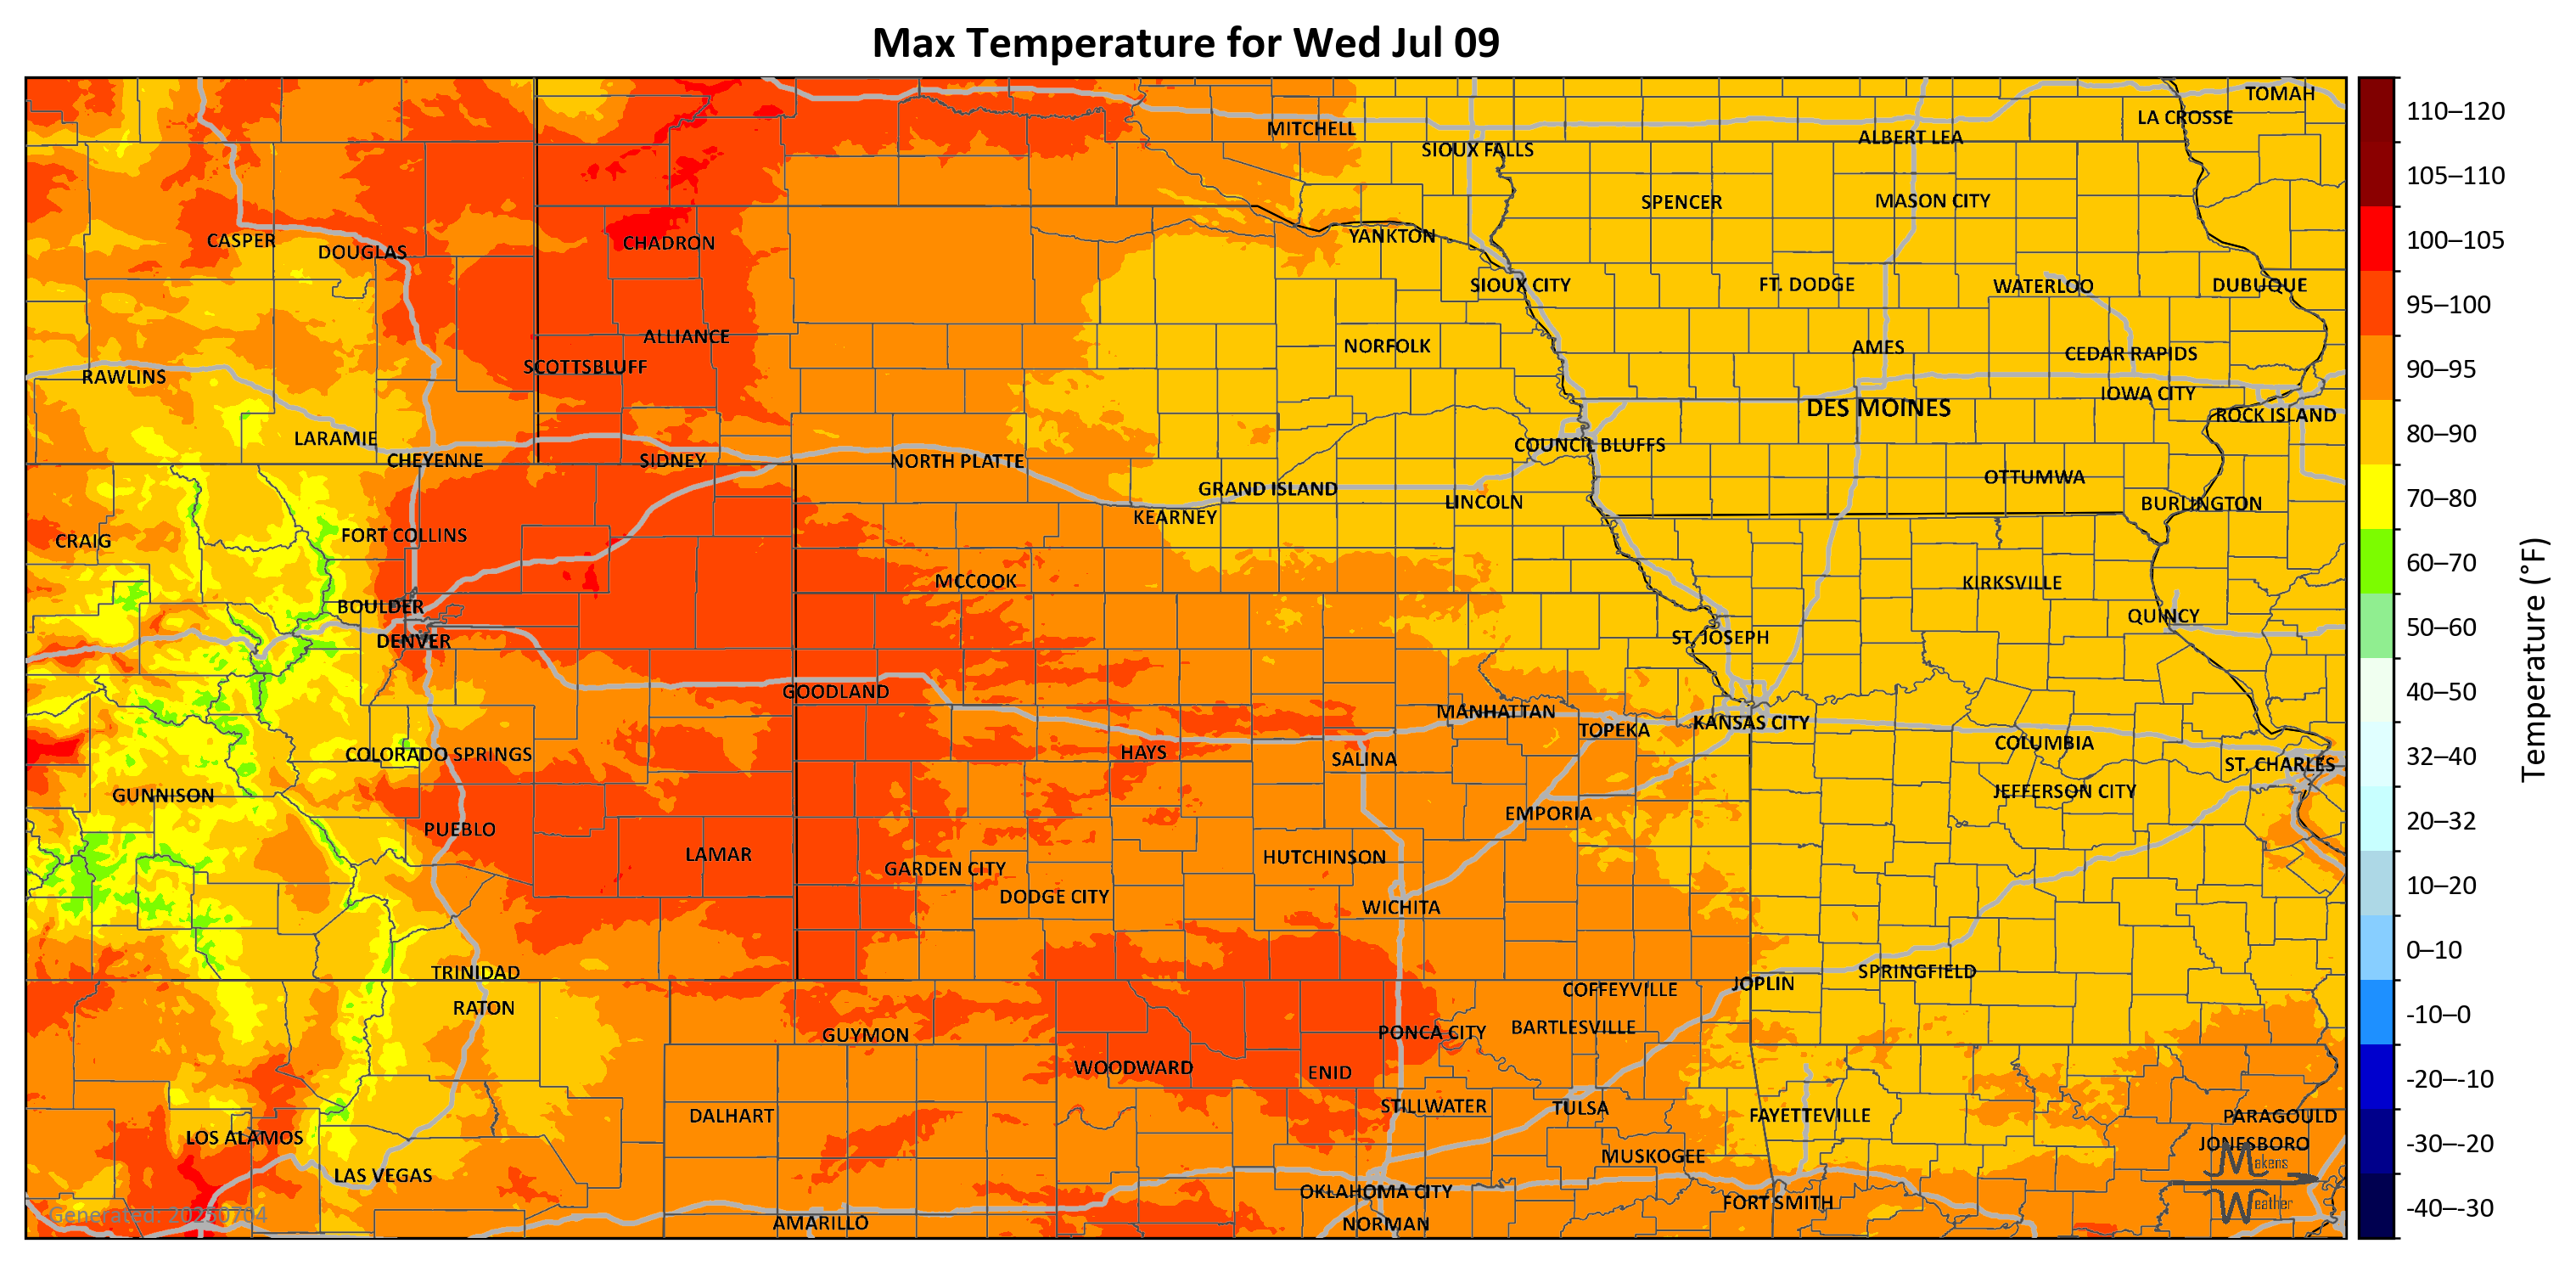 Max Temperature for Wed Jul 09
TOMAH
LA CROSSE
MITCHELL
ALBERT LEA
SIOUX FALLS
SPENCER
MASON CITY
CASPER
YANKTON
CHADRON
DOUGLAS
SIOUX CITY
FT. DODGE
WATERLOO
DUBUQUE
ALLIANCE
NORFOLK
AMES
CEDAR RAPIDS
SCOTTSBLUFF
RAWLINS
IOWA CITY
DES MOINES
ROCK ISLAND
LARAMIE
COUNCIL BLUFFS
CHEYENNE
SIDNEY
NORTH PLATTE
OTTUMWA
GRAND ISLAND
LINCOLN
BURLINGTON
KEARNEY
FORT COLLINS
CRAIG
MCCOOK
KIRKSVILLE
BOULDER
QUINCY
DENVER
ST. JOSEPH
GOODLAND
MANHATTAN
KANSAS CITY
TOPEKA
COLUMBIA
COLORADO SPRINGS
HAYS
SALINA
ST. CHARLES
GUNNISON
JEFFERSON CITY
EMPORIA
PUEBLO
LAMAR
HUTCHINSON
GARDEN CITY
DODGE CITY
WICHITA
TRINIDAD
SPRINGFIELD
JOPLIN
COFFEYVILLE
RATON
BARTLESVILLE
PONCA CITY
GUYMON
WOODWARD
ENID
STILLWATER
TULSA
DALHART
FAYETTEVILLE
PARAGOULD
LOS ALAMOS
JONESBORO
MUSKOGEE
LAS VEGAS
OKLAHOMA CITY
FORT SMITH
AMARILLO
NORMAN
Generated: 20250704
Makens
Weather
110–120
105–110
100–105
95–100
90–95
80–90
70–80
60–70
50–60
40–50
32–40
20–32
10–20
0–10
-10–0
-20–-10
-30–-20
-40–-30
Temperature (°F)